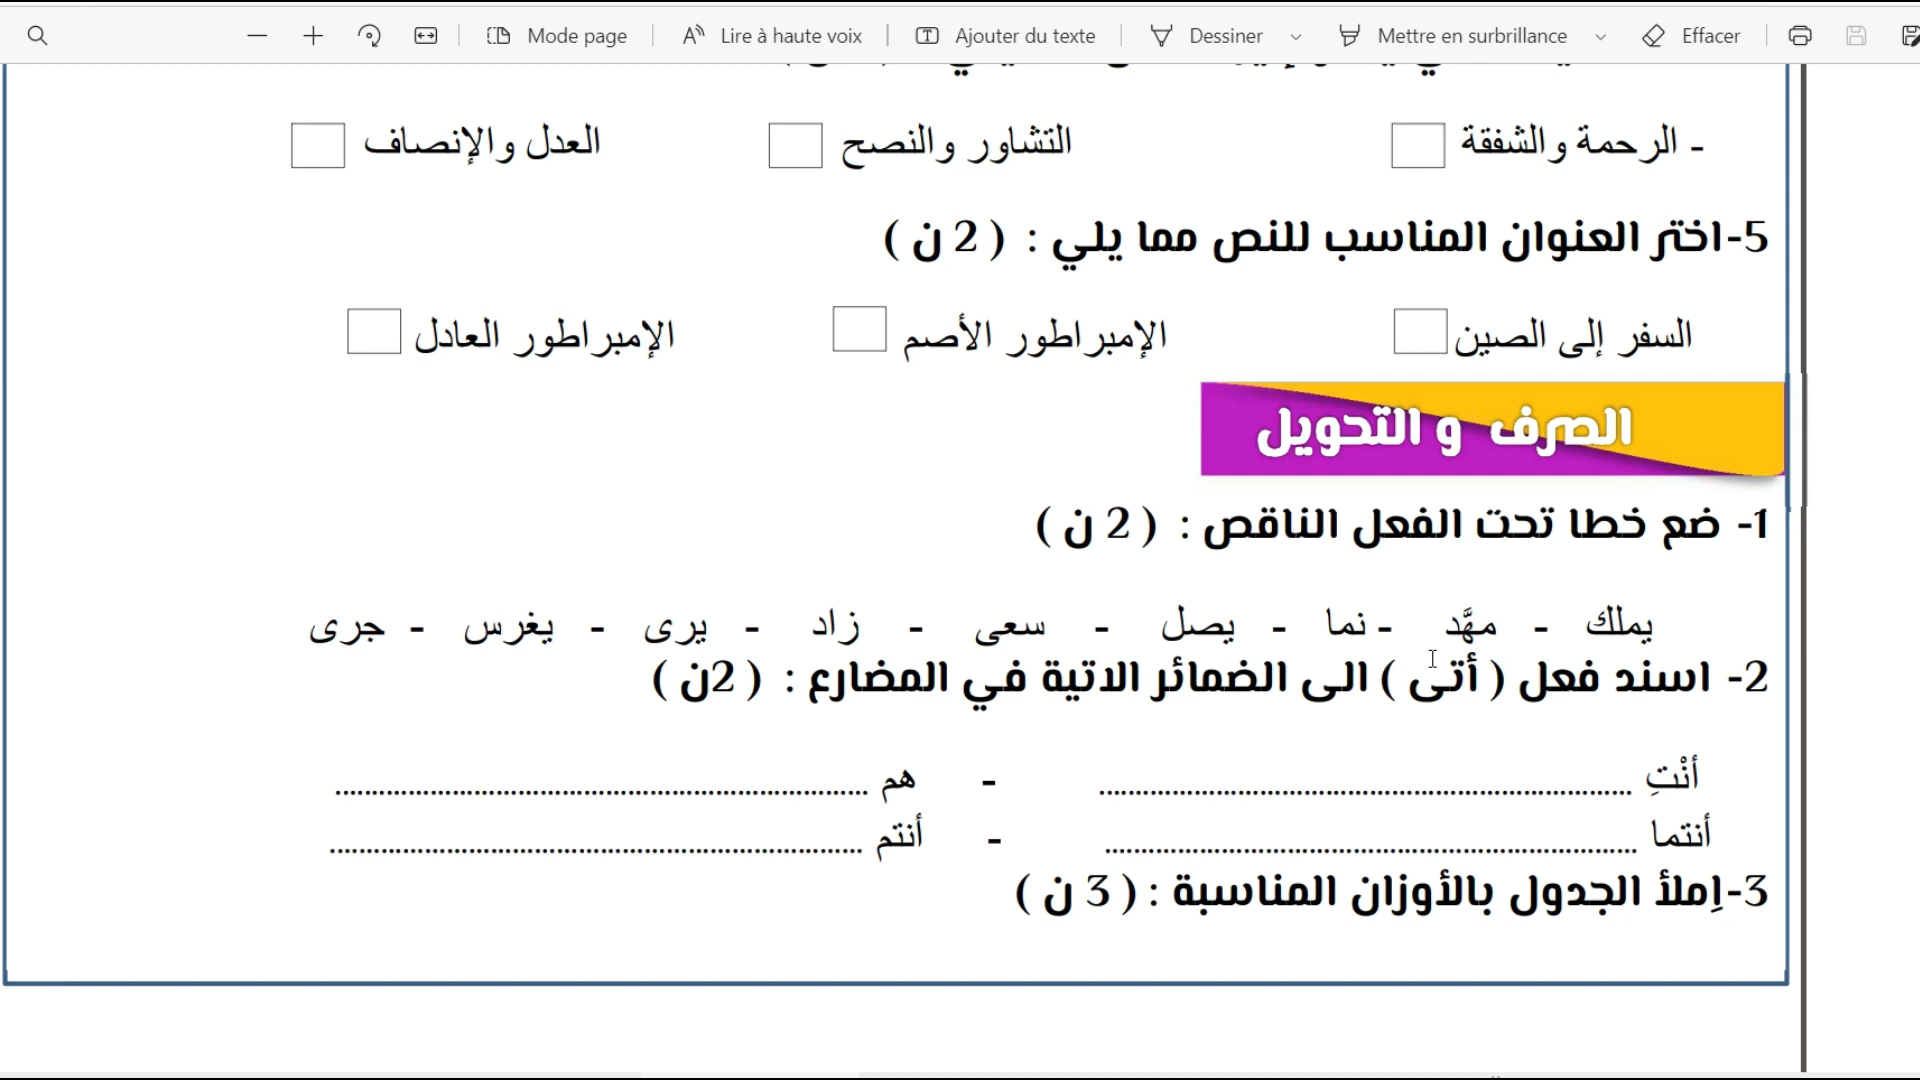 Mode page Lire à haute voix Ajouter du texte Dessiner Mettre en surbrillance Effacer
- الرحمة والشفقة التشاور والنصح العدل والإنصاف
5-اختر العنوان المناسب للنص مما يلي : ( 2 ن )
السفر إلى الصين الإمبراطور الأصم الإمبراطور العادل
الصرف و التحويل
1- ضع خطا تحت الفعل الناقص : ( 2 ن )
يملك - مهَّد - نما - يصل - سعى - زاد - يرى - يغرس - جرى
2- اسند فعل ( أتى ) الى الضمائر الاتية في المضارع : ( 2ن )
أنْتِ .................... - هم ....................
أنتما .................... - أنتم ....................
3-اِملأ الجدول بالأوزان المناسبة : ( 3 ن )